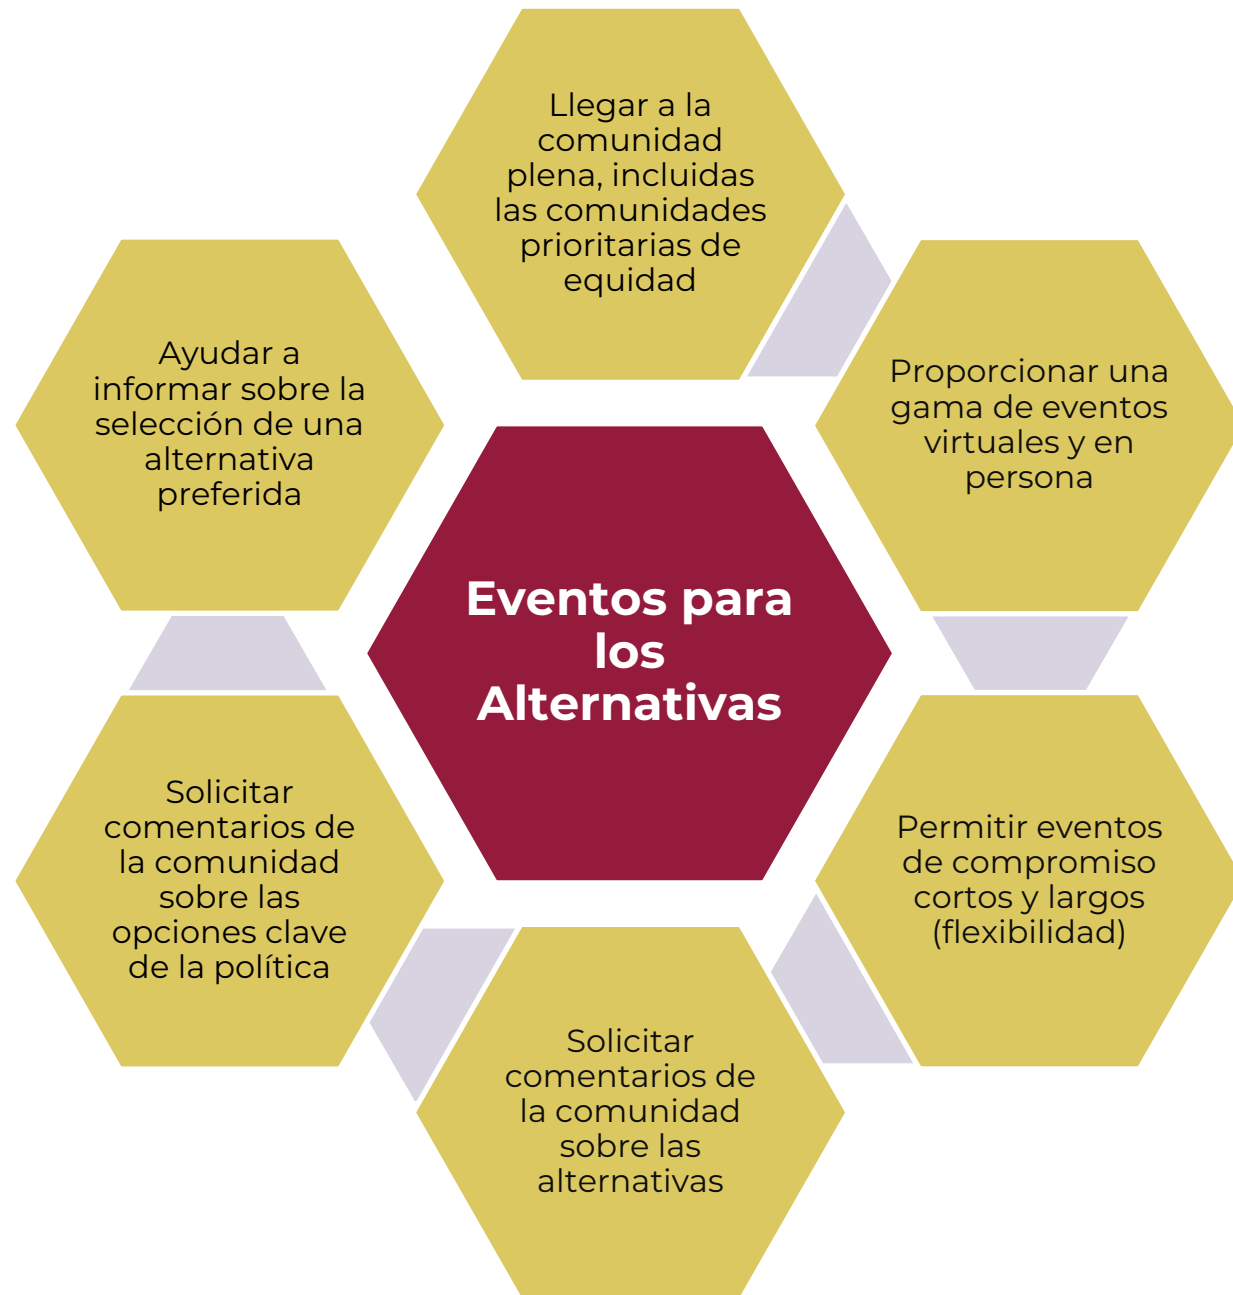 Llegar a la
comunidad
plena, incluidas
las comunidades
prioritarias de
equidad
Proporcionar una
gama de eventos
virtuales y en
persona
Permitir eventos
de compromiso
cortos y largos
(flexibilidad)
Solicitar
comentarios de
la comunidad
sobre las
alternativas
Solicitar
comentarios de
la comunidad
sobre las
opciones clave
de la política
Ayudar a
informar sobre la
selección de una
alternativa
preferida
Eventos para
los
Alternativas